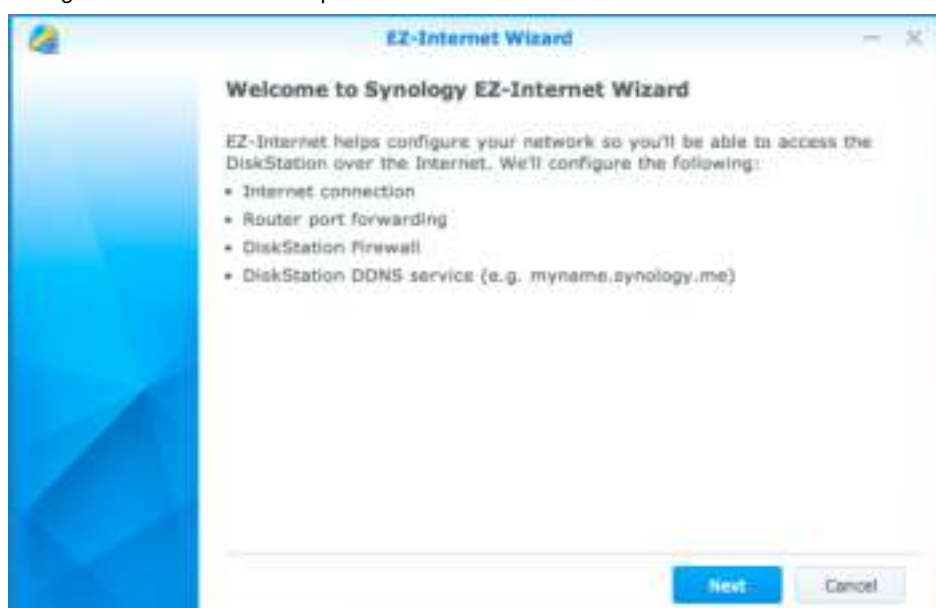 EZ-Internet Wizard
Welcome to Synology EZ-Internet Wizard
EZ-Internet helps configure your network so you'll be able to access the
DiskStation over the Internet. We'll configure the following:
• Internet connection
• Router port forwarding
• DiskStation Firewall
• DiskStation DDNS service (e.g. myname.synology.me)
Next
Cancel